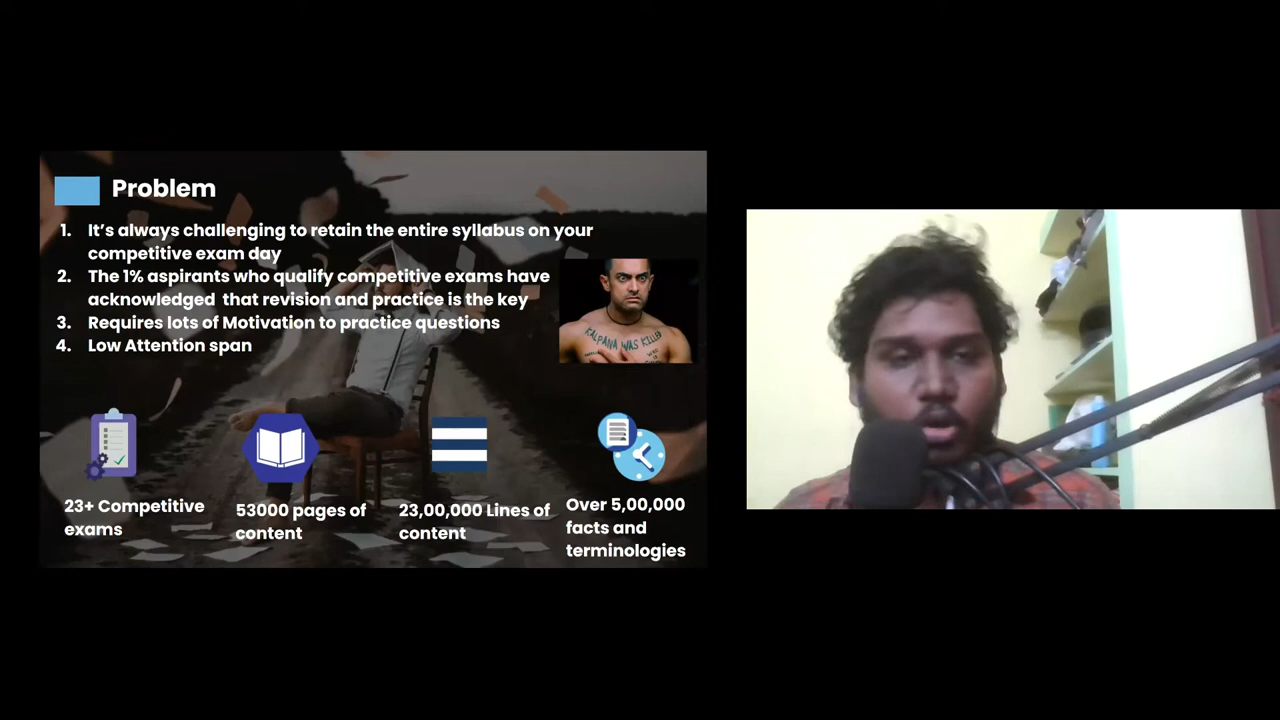 Problem
1. It’s always challenging to retain the entire syllabus on your
competitive exam day
2. The 1% aspirants who qualify competitive exams have
acknowledged that revision and practice is the key
3. Requires lots of Motivation to practice questions
4. Low Attention span
KALPANA WAS KILLED
23+ Competitive
exams
53000 pages of
content
23,00,000 Lines of
content
Over 5,00,000
facts and
terminologies